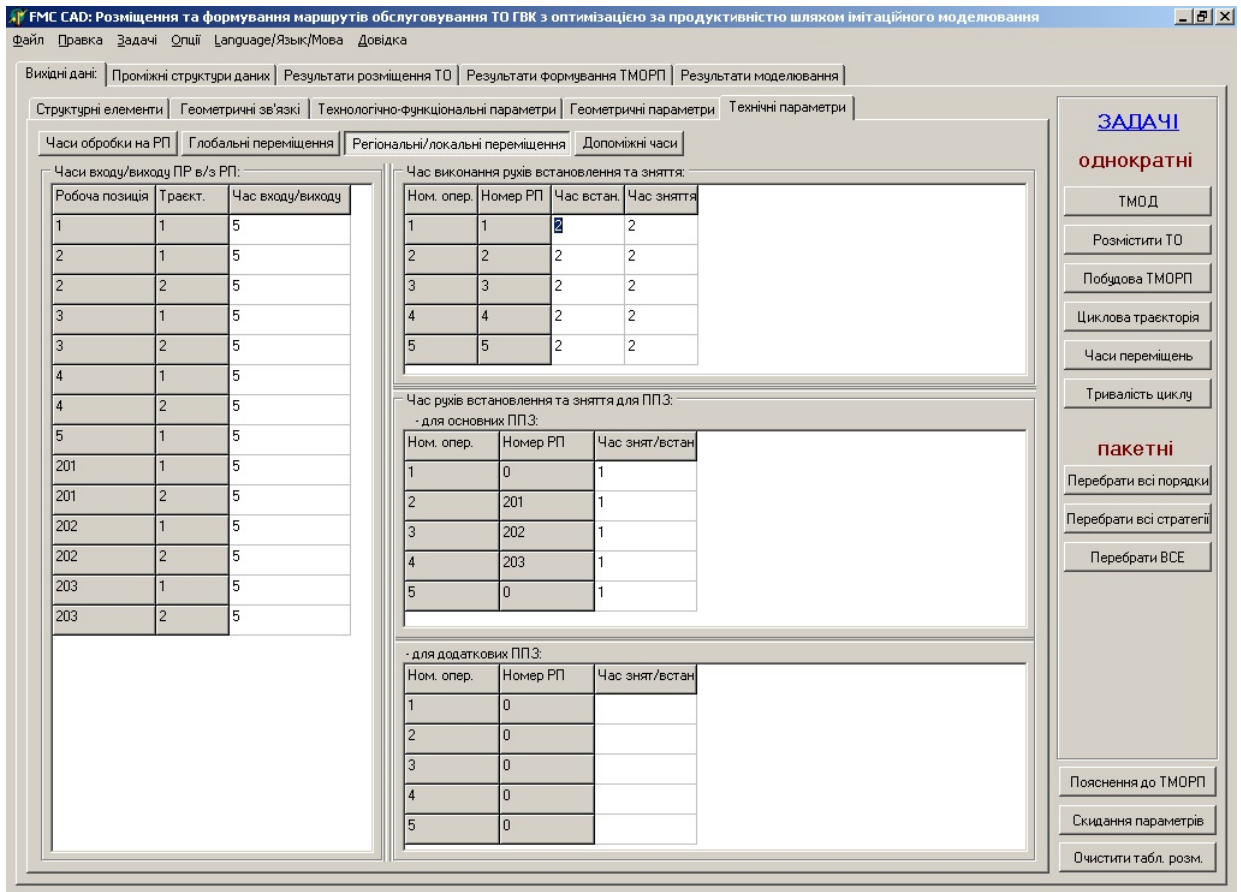 FMC CAD: Розміщення та формування маршрутів обслуговування ТО ГВК з оптимізацією за продуктивністю шляхом імітаційного моделювання
Файл Правка Задачі Опції Language/Язык/Мова Довідка
Вихідні дані: Проміжні структури даних Результати розміщення ТО Результати формування ТМОРП Результати моделювання
Структурні елементи Геометричні зв'язкі Технологічно-функціональні параметри Геометричні параметри Технічні параметри
Часи обробки на РП Глобальні переміщення Регіональні/локальні переміщення Допоміжні часи
Часи входу/виходу ПР в/з РП:
Робоча позиція Траєкт. Час входу/виходу
1 1 5
2 1 5
2 2 5
3 1 5
3 2 5
4 1 5
4 2 5
5 1 5
201 1 5
201 2 5
202 1 5
202 2 5
203 1 5
203 2 5
Час виконання рухів встановлення та зняття:
Ном. опер. Номер РП Час встан. Час зняття
1 1 2 2
2 2 2 2
3 3 2 2
4 4 2 2
5 5 2 2
Час рухів встановлення та зняття для ППЗ:
- для основних ППЗ:
Ном. опер. Номер РП Час знят/встан
1 0 1
2 201 1
3 202 1
4 203 1
5 0 1
- для додаткових ППЗ:
Ном. опер. Номер РП Час знят/встан
1 0
2 0
3 0
4 0
5 0
ЗАДАЧІ
однократні
ТМОД
Розмістити ТО
Побудова ТМОРП
Циклова траєкторія
Часи переміщень
Тривалість циклу
пакетні
Перебрати всі порядки
Перебрати всі стратегії
Перебрати ВСЕ
Пояснення до ТМОРП
Скидання параметрів
Очистити табл. розм.